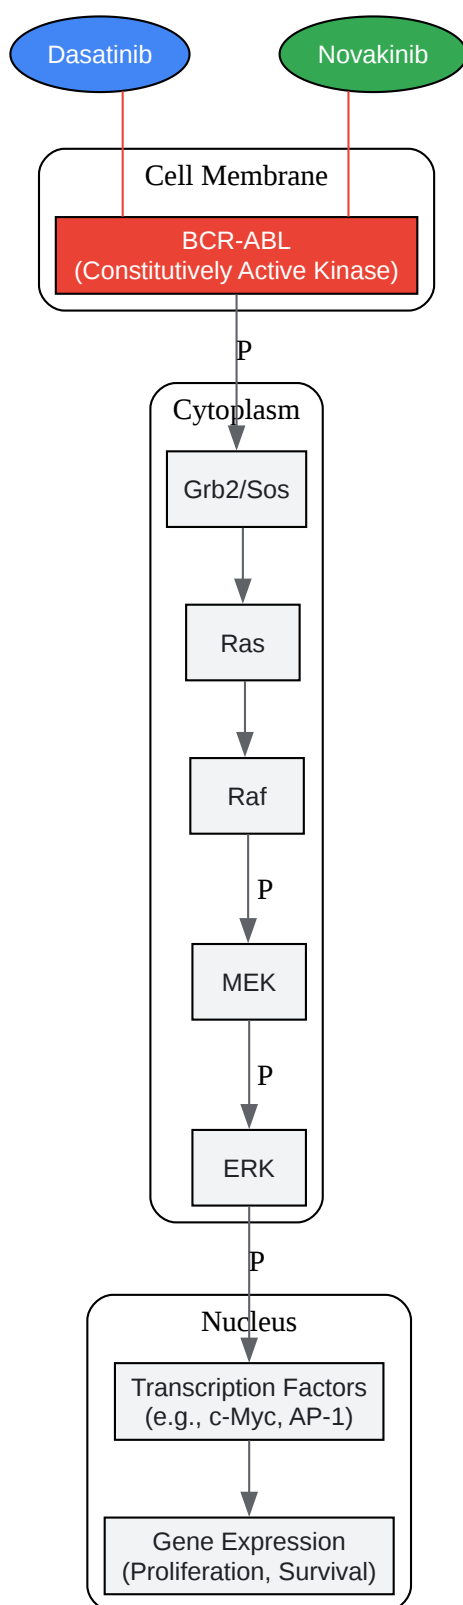 Dasatinib
Novakinib
Cell Membrane
BCR-ABL
(Constitutively Active Kinase)
P
Cytoplasm
Grb2/Sos
Ras
Raf
P
MEK
P
ERK
P
Nucleus
Transcription Factors
(e.g., c-Myc, AP-1)
Gene Expression
(Proliferation, Survival)